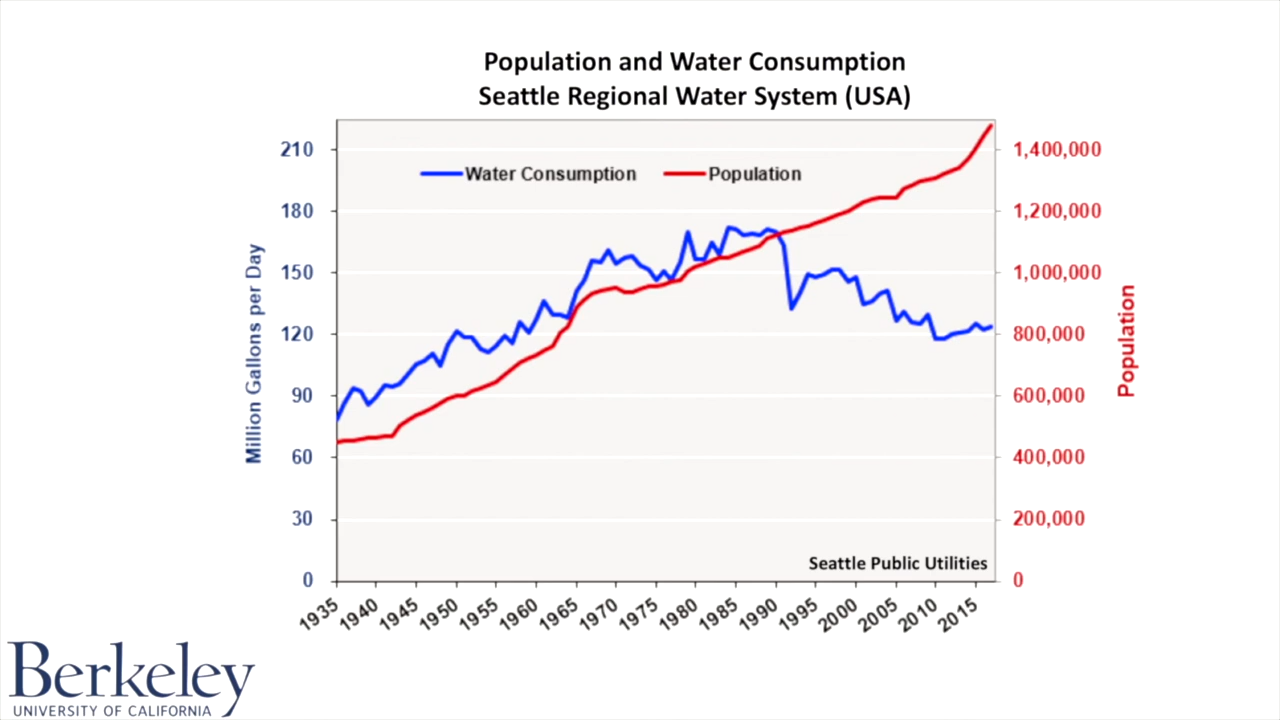 Population and Water Consumption
Seattle Regional Water System (USA)
Water Consumption
Population
Million Gallons per Day
210
180
150
120
90
60
30
0
1,400,000
1,200,000
1,000,000
800,000
600,000
400,000
200,000
0
Population
Seattle Public Utilities
1935 1940 1945 1950 1955 1960 1965 1970 1975 1980 1985 1990 1995 2000 2005 2010 2015
Berkeley
UNIVERSITY OF CALIFORNIA